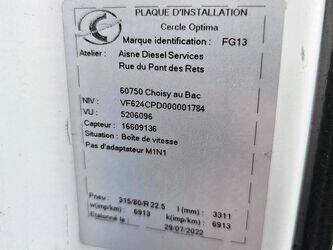 PLAQUE D'INSTALLATION
Cercle Optima
Marque identification : FG13
Atelier : Aisne Diesel Services
Rue du Pont des Rets
60750 Choisy au Bac
NIV : VF624CPD000001784
VU : 5206096
Capteur : 16609136
Situation : Boîte de vitesse
Pas d'adaptateur M1N1
Pneu : 315/80/R 22.5 l (mm) : 3311
w(imp/km) : 6913 k(imp/km) : 6913
Etalonné le : 29/07/2022